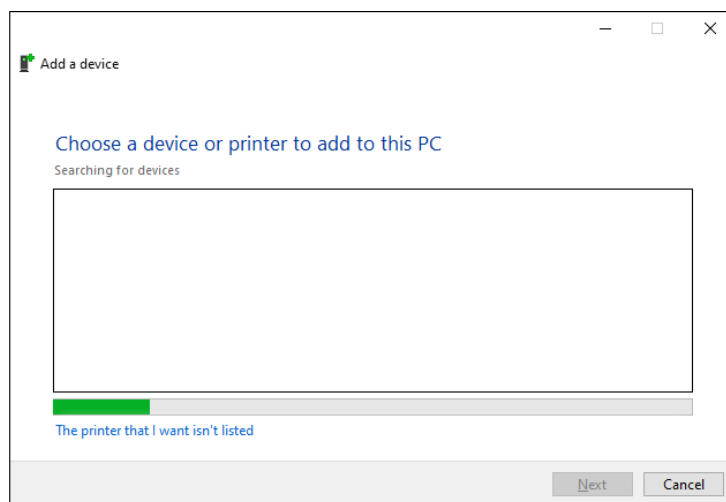 Add a device
Choose a device or printer to add to this PC
Searching for devices
The printer that I want isn't listed
Next
Cancel